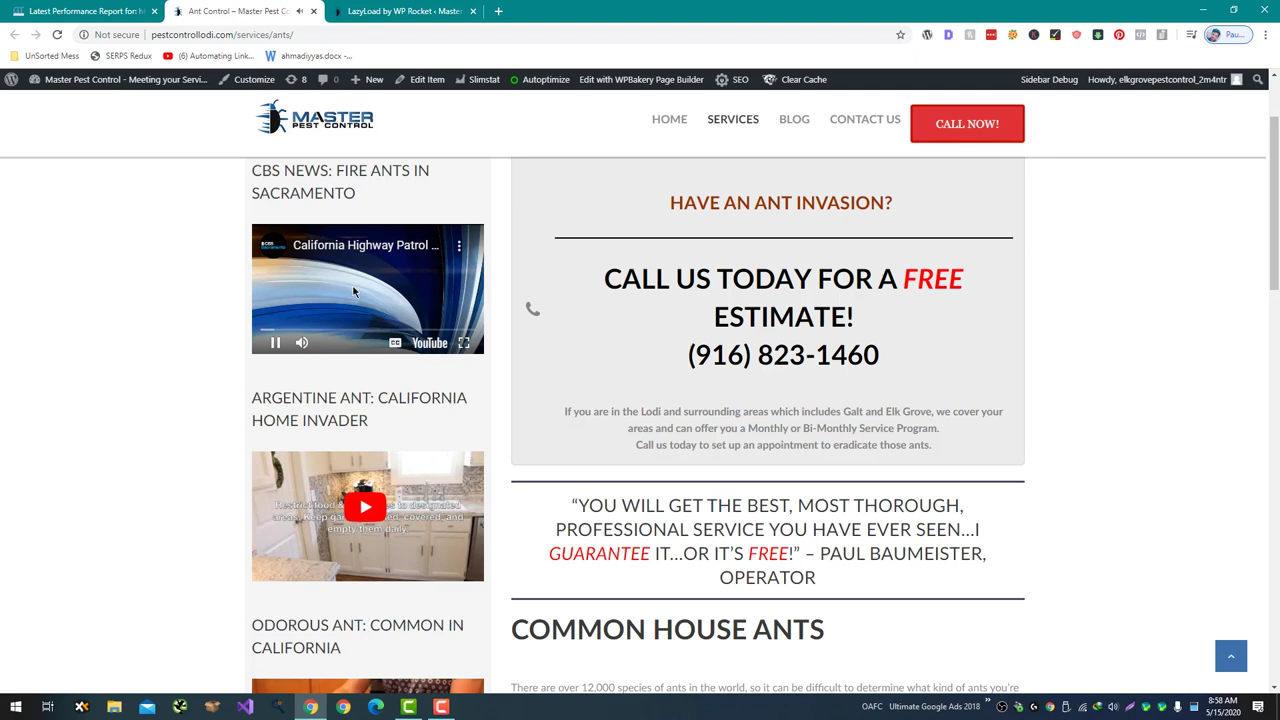 Latest Performance Report for: h
Ant Control – Master Pest C
LazyLoad by WP Rocket ‹ Master
Not secure | pestcontrollodi.com/services/ants/
Pau...
UnSorted Mess
SERPS Redux
(6) Automating Link...
ahmadiyyas.docx -...
Master Pest Control – Meeting your Servi...
Customize
8
0
New
Edit Item
Slimstat
Autoptimize
Edit with WPBakery Page Builder
SEO
Clear Cache
Sidebar Debug
Howdy, elkgrovepestcontrol_2m4ntr
MASTER
PEST CONTROL
HOME
SERVICES
BLOG
CONTACT US
CALL NOW!
CBS NEWS: FIRE ANTS IN
SACRAMENTO
California Highway Patrol ...
CC
YouTube
ARGENTINE ANT: CALIFORNIA
HOME INVADER
empty them daily.
ODOROUS ANT: COMMON IN
CALIFORNIA
HAVE AN ANT INVASION?
CALL US TODAY FOR A FREE
ESTIMATE!
(916) 823-1460
If you are in the Lodi and surrounding areas which includes Galt and Elk Grove, we cover your
areas and can offer you a Monthly or Bi-Monthly Service Program.
Call us today to set up an appointment to eradicate those ants.
“YOU WILL GET THE BEST, MOST THOROUGH,
PROFESSIONAL SERVICE YOU HAVE EVER SEEN…I
GUARANTEE IT…OR IT’S FREE!” – PAUL BAUMEISTER,
OPERATOR
COMMON HOUSE ANTS
There are over 12,000 species of ants in the world, so it can be difficult to determine what kind of ants you’re
OAFC
Ultimate Google Ads 2018
8:58 AM
5/15/2020